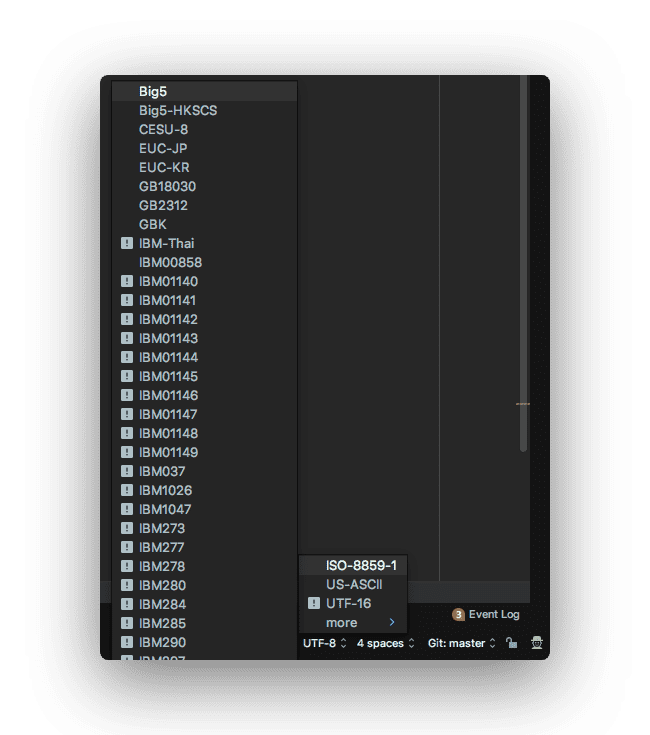 Big5
Big5-HKSCS
CESU-8
EUC-JP
EUC-KR
GB18030
GB2312
GBK
! IBM-Thai
IBM00858
! IBM01140
! IBM01141
! IBM01142
! IBM01143
! IBM01144
! IBM01145
! IBM01146
! IBM01147
! IBM01148
! IBM01149
! IBM037
! IBM1026
! IBM1047
! IBM273
! IBM277
! IBM278
! IBM280
! IBM284
! IBM285
! IBM290
ISO-8859-1
US-ASCII
! UTF-16
more
3 Event Log
UTF-8 4 spaces Git: master